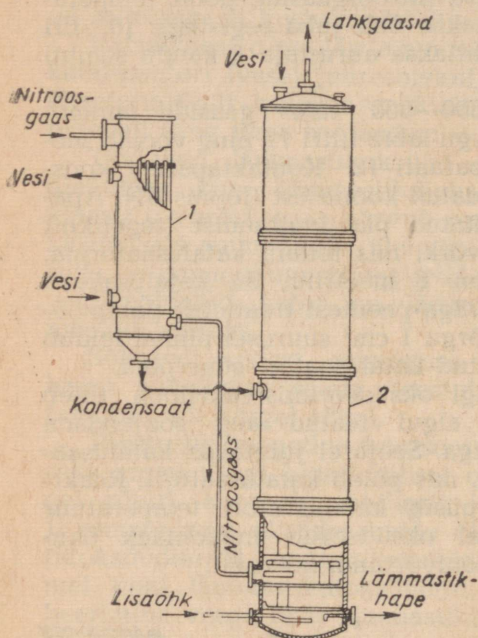 Lahkgaasid
Vesi
Nitroos-
gaas
Vesi
1
Vesi
Kondensaat
2
Nitroosgaas
Lisaõhk
Lämmastik-
hape